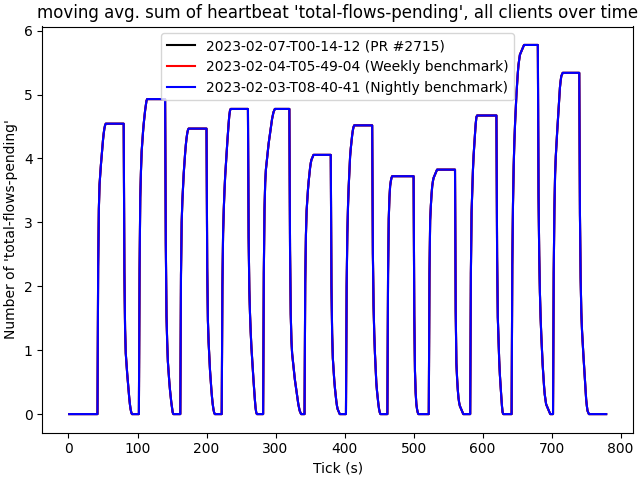 moving avg. sum of heartbeat 'total-flows-pending', all clients over time
2023-02-07-T00-14-12 (PR #2715)
2023-02-04-T05-49-04 (Weekly benchmark)
2023-02-03-T08-40-41 (Nightly benchmark)
Number of 'total-flows-pending'
6
5
4
3
2
1
0
0 100 200 300 400 500 600 700 800
Tick (s)